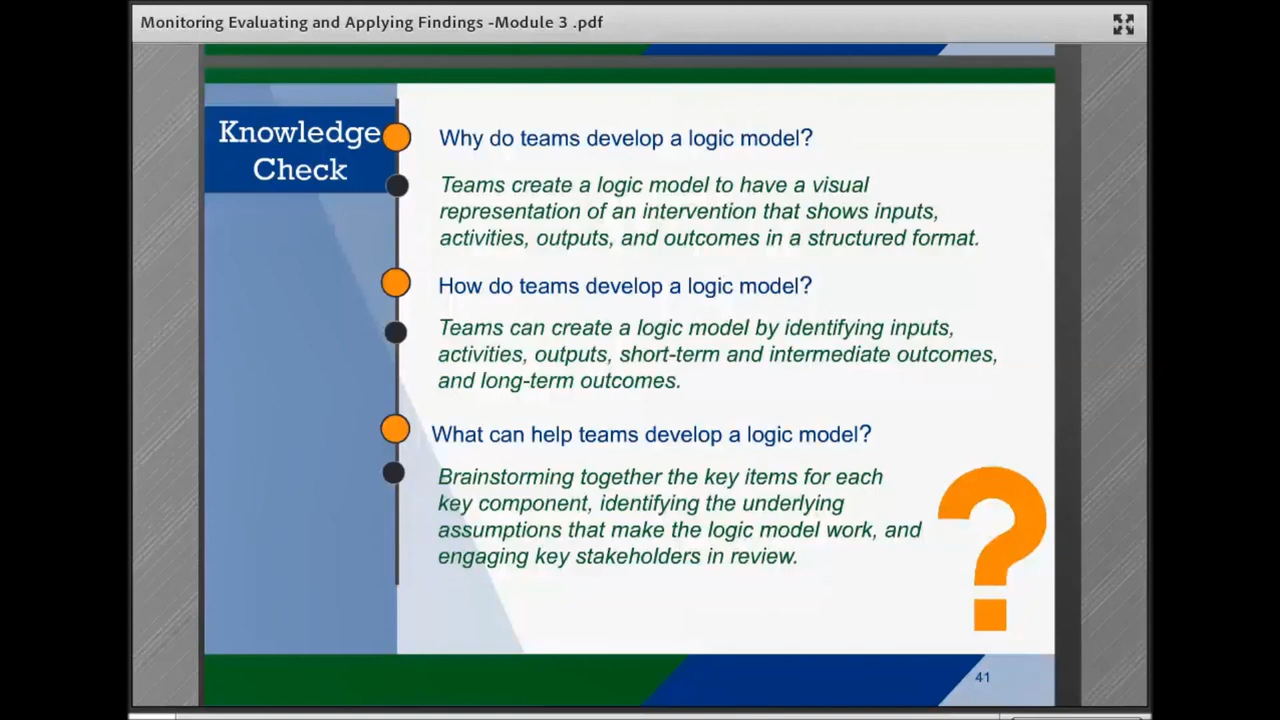 Monitoring Evaluating and Applying Findings -Module 3 .pdf
Knowledge
Check
Why do teams develop a logic model?
Teams create a logic model to have a visual
representation of an intervention that shows inputs,
activities, outputs, and outcomes in a structured format.
How do teams develop a logic model?
Teams can create a logic model by identifying inputs,
activities, outputs, short-term and intermediate outcomes,
and long-term outcomes.
What can help teams develop a logic model?
Brainstorming together the key items for each
key component, identifying the underlying
assumptions that make the logic model work, and
engaging key stakeholders in review.
?
41